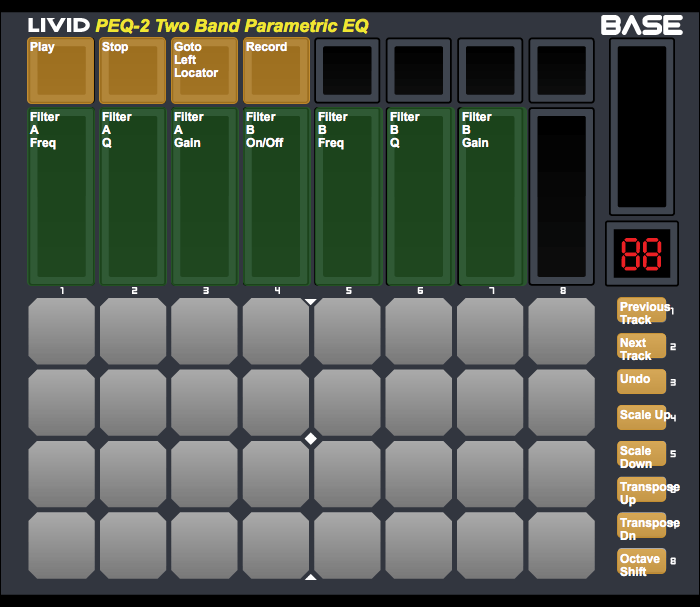 LIVID PEQ-2 Two Band Parametric EQ
BASE
Play
Stop
Goto
Left
Locator
Record
Filter
A
Freq
Filter
A
Q
Filter
A
Gain
Filter
B
On/Off
Filter
B
Freq
Filter
B
Q
Filter
B
Gain
88
1 2 3 4 5 6 7 8
Previous
Track
1
Next
Track
2
Undo
3
Scale Up
4
Scale
Down
5
Transpose
Up
6
Transpose
Dn
Octave
Shift
8